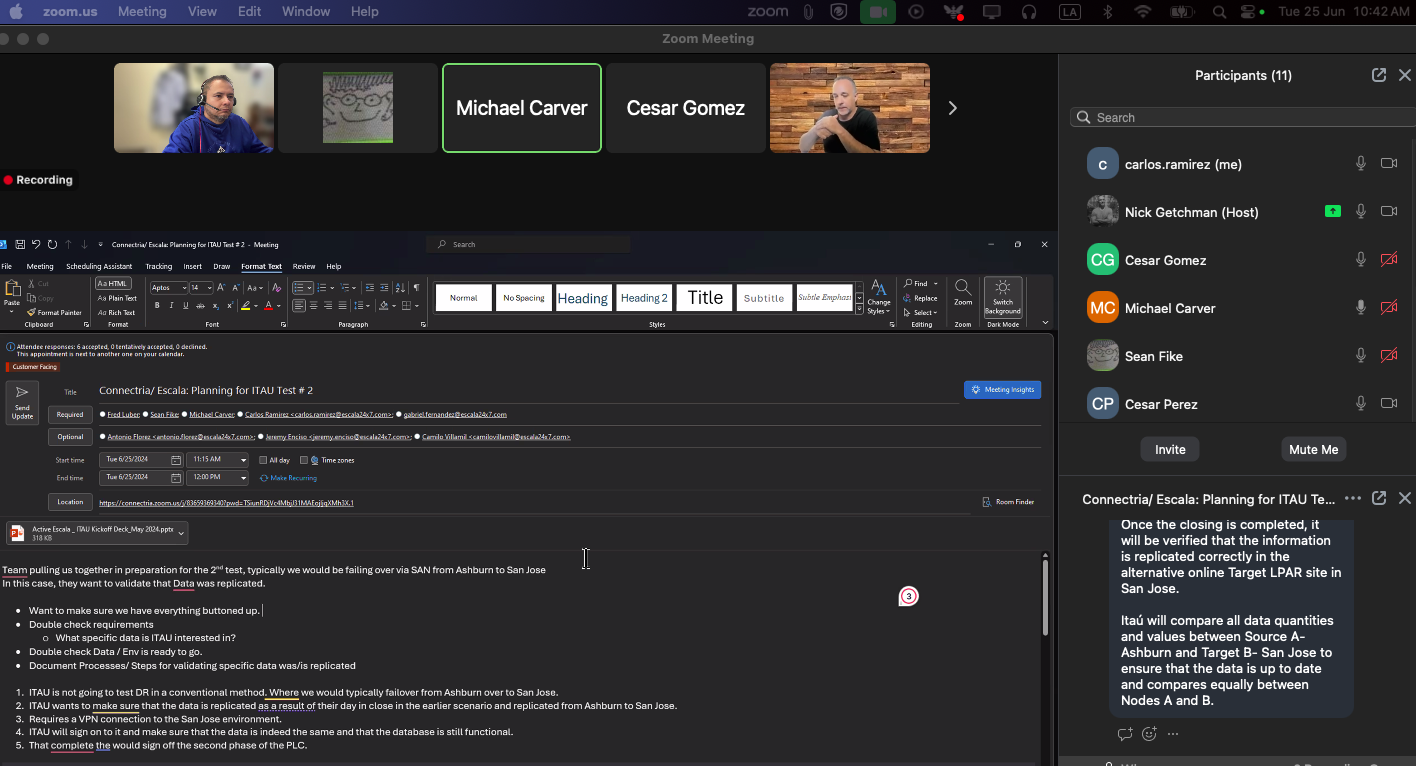 zoom.us Meeting View Edit Window Help
zoom LA Tue 25 Jun 10:42 AM
Zoom Meeting
Michael Carver
Cesar Gomez
Recording
Connectria/ Escala: Planning for ITAU Test # 2 - Meeting
Search
File Meeting Scheduling Assistant Tracking Insert Draw Format Text Review Help
Paste
Cut
Copy
Format Painter
Clipboard
Aa HTML
Aa Plain Text
Aa Rich Text
Format
Aptos 14
B I U ab
Font
Paragraph
Normal
No Spacing
Heading
Heading 2
Title
Subtitle
Subtle Emphasi
Change
Styles
Styles
Find
Replace
Select
Editing
Zoom
Zoom
Switch
Background
Dark Mode
Attendee responses: 6 accepted, 0 tentatively accepted, 0 declined.
This appointment is next to another one on your calendar.
Customer Facing
Send
Update
Title Connectria/ Escala: Planning for ITAU Test # 2
Meeting Insights
Required Fred Luber; Sean Fike; Michael Carver; Carlos Ramirez <carlos.ramirez@escala24x7.com>; gabriel.fernandez@escala24x7.com
Optional Antonio Florez <antonio.florez@escala24x7.com>; Jeremy Enciso <jeremy.enciso@escala24x7.com>; Camilo Villamil <camilovillamil@escala24x7.com>
Start time Tue 6/25/2024 11:15 AM All day Time zones
End time Tue 6/25/2024 12:00 PM Make Recurring
Location
Room Finder
Active Escala _ ITAU Kickoff Deck_May 2024.pptx
318 KB
Team pulling us together in preparation for the 2nd test, typically we would be failing over via SAN from Ashburn to San Jose
In this case, they want to validate that Data was replicated.
• Want to make sure we have everything buttoned up.
• Double check requirements
o What specific data is ITAU interested in?
• Double check Data / Env is ready to go.
• Document Processes/ Steps for validating specific data was/is replicated
1. ITAU is not going to test DR in a conventional method. Where we would typically failover from Ashburn over to San Jose.
2. ITAU wants to make sure that the data is replicated as a result of their day in close in the earlier scenario and replicated from Ashburn to San Jose.
3. Requires a VPN connection to the San Jose environment.
4. ITAU will sign on to it and make sure that the data is indeed the same and that the database is still functional.
5. That complete the would sign off the second phase of the PLC.
3
Participants (11)
Search
C carlos.ramirez (me)
Nick Getchman (Host)
CG Cesar Gomez
MC Michael Carver
Sean Fike
CP Cesar Perez
Invite
Mute Me
Connectria/ Escala: Planning for ITAU Te...
Once the closing is completed, it
will be verified that the information
is replicated correctly in the
alternative online Target LPAR site in
San Jose.
Itaú will compare all data quantities
and values between Source A-
Ashburn and Target B- San Jose to
ensure that the data is up to date
and compares equally between
Nodes A and B.